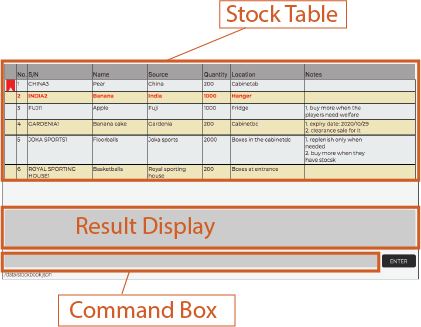 Stock Table
No. S/N Name Source Quantity Location Notes
1 CHINA3 Pear China 200 Cabinetab
2 INDIA2 Banana India 1000 Hanger
3 FUJI1 Apple Fuji 1000 Fridge 1. buy more when the
players need welfare
4 GARDENIA1 Banana cake Gardenia 200 Cabinetbc 1. expiry date: 2020/10/29
2. clearance sale for it
5 JOKA SPORTS1 Floorballs Joka sports 2000 Boxes in the cabinetdc 1. replenish only when
needed
2. buy more when they
have stocsk
6 ROYAL SPORTING Basketballs Royal sporting 200 Boxes at entrance
HOUSE1 house
Result Display
ENTER
/data/stockbook.json
Command Box